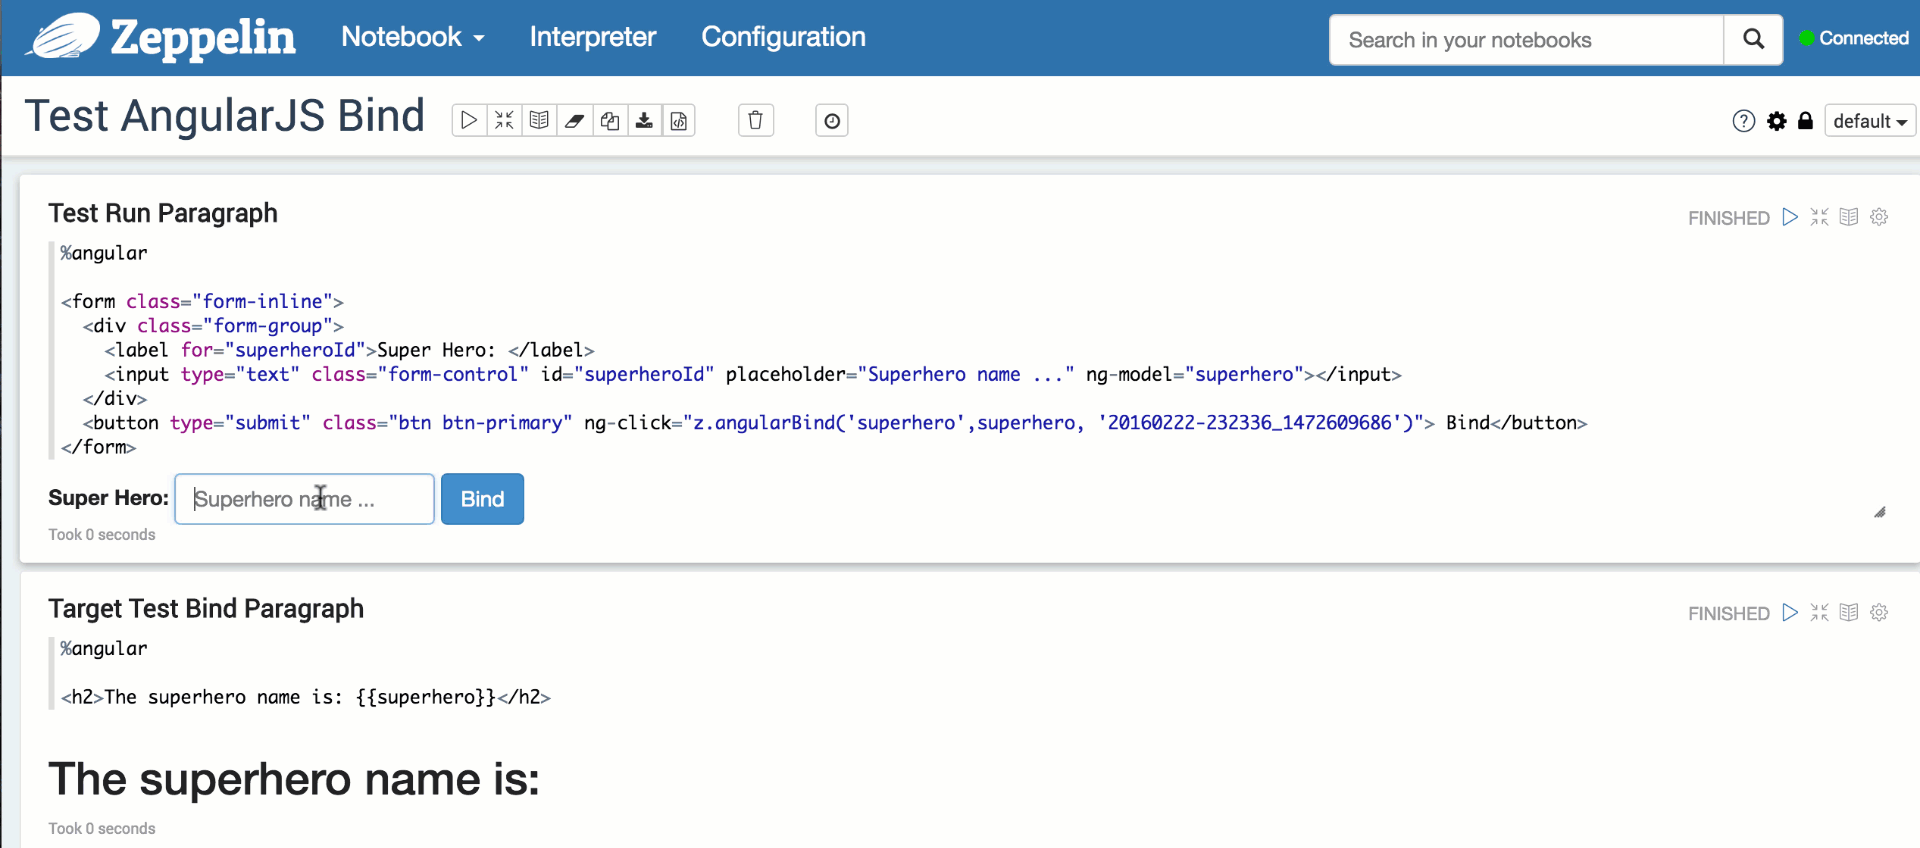 Zeppelin Notebook Interpreter Configuration Search in your notebooks Connected
Test AngularJS Bind default
Test Run Paragraph FINISHED
%angular
<form class="form-inline">
<div class="form-group">
<label for="superheroId">Super Hero: </label>
<input type="text" class="form-control" id="superheroId" placeholder="Superhero name ..." ng-model="superhero"></input>
</div>
<button type="submit" class="btn btn-primary" ng-click="z.angularBind('superhero',superhero, '20160222-232336_1472609686')"> Bind</button>
</form>
Super Hero: Superhero name ... Bind
Took 0 seconds
Target Test Bind Paragraph FINISHED
%angular
<h2>The superhero name is: {{superhero}}</h2>
The superhero name is:
Took 0 seconds